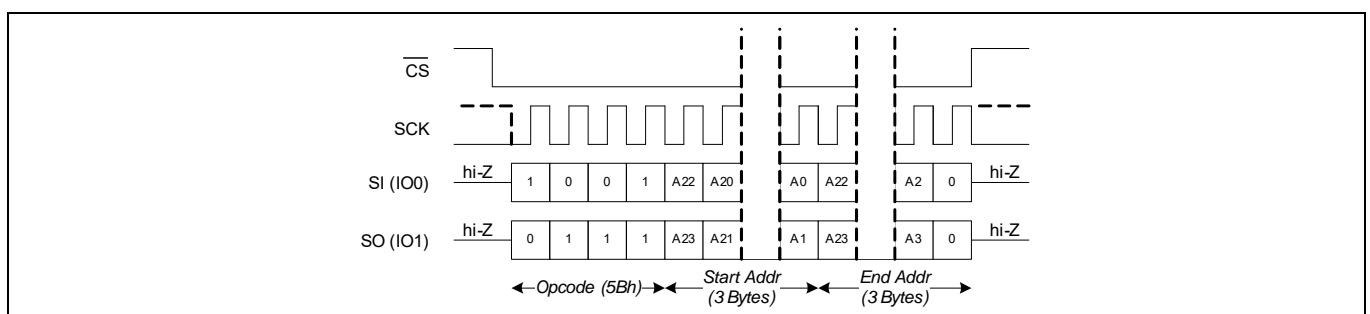 CS
SCK
SI (IO0) hi-Z 1 0 0 1 A22 A20 A0 A22 A2 0 hi-Z
SO (IO1) hi-Z 0 1 1 1 A23 A21 A1 A23 A3 0 hi-Z
Opcode (5Bh) Start Addr End Addr
(3 Bytes) (3 Bytes)